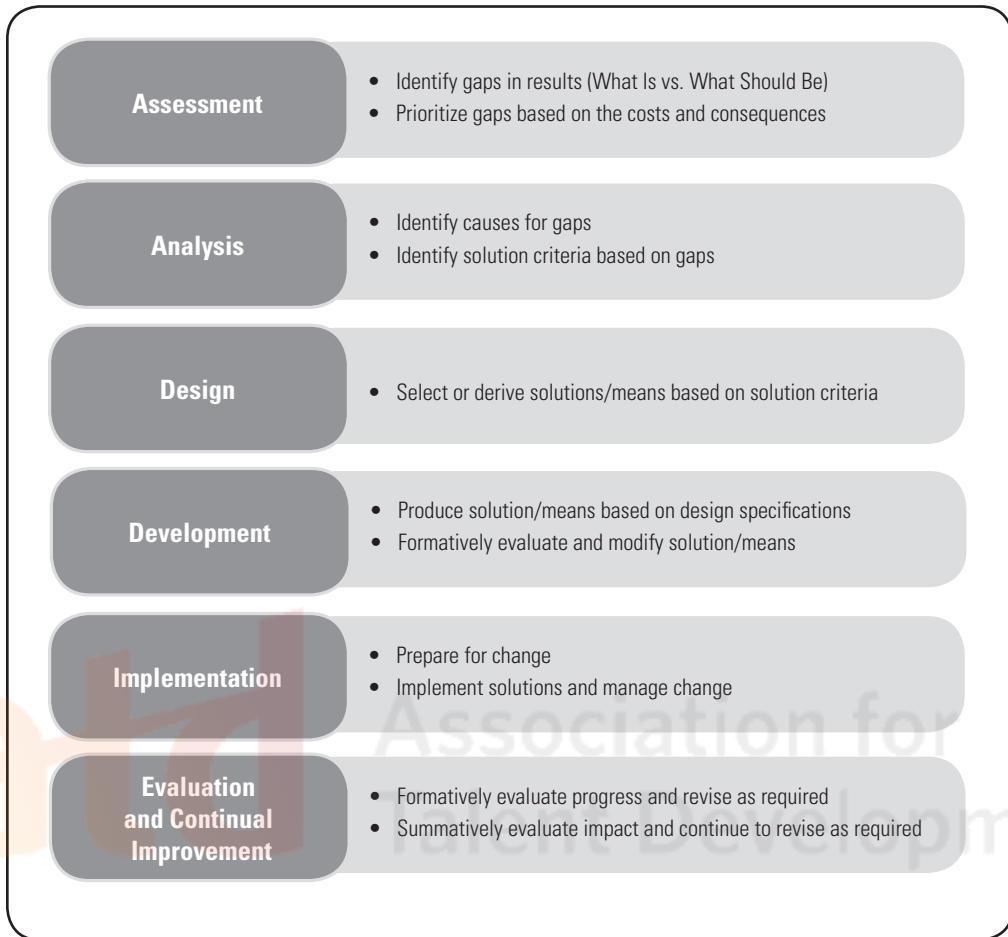 Assessment
• Identify gaps in results (What Is vs. What Should Be)
• Prioritize gaps based on the costs and consequences
Analysis
• Identify causes for gaps
• Identify solution criteria based on gaps
Design
• Select or derive solutions/means based on solution criteria
Development
• Produce solution/means based on design specifications
• Formatively evaluate and modify solution/means
Implementation
• Prepare for change
• Implement solutions and manage change
Evaluation
and Continual
Improvement
• Formatively evaluate progress and revise as required
• Summatively evaluate impact and continue to revise as required
atd
Association for
Talent Developm